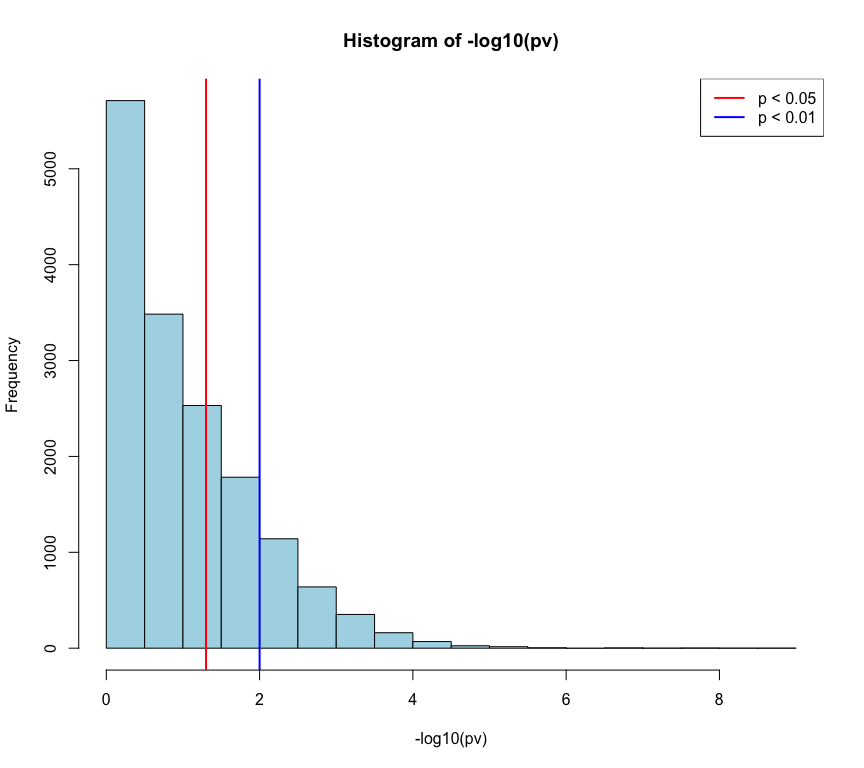 Histogram of -log10(pv)
p < 0.05
p < 0.01
Frequency
5000
4000
3000
2000
1000
0
0 2 4 6 8
-log10(pv)